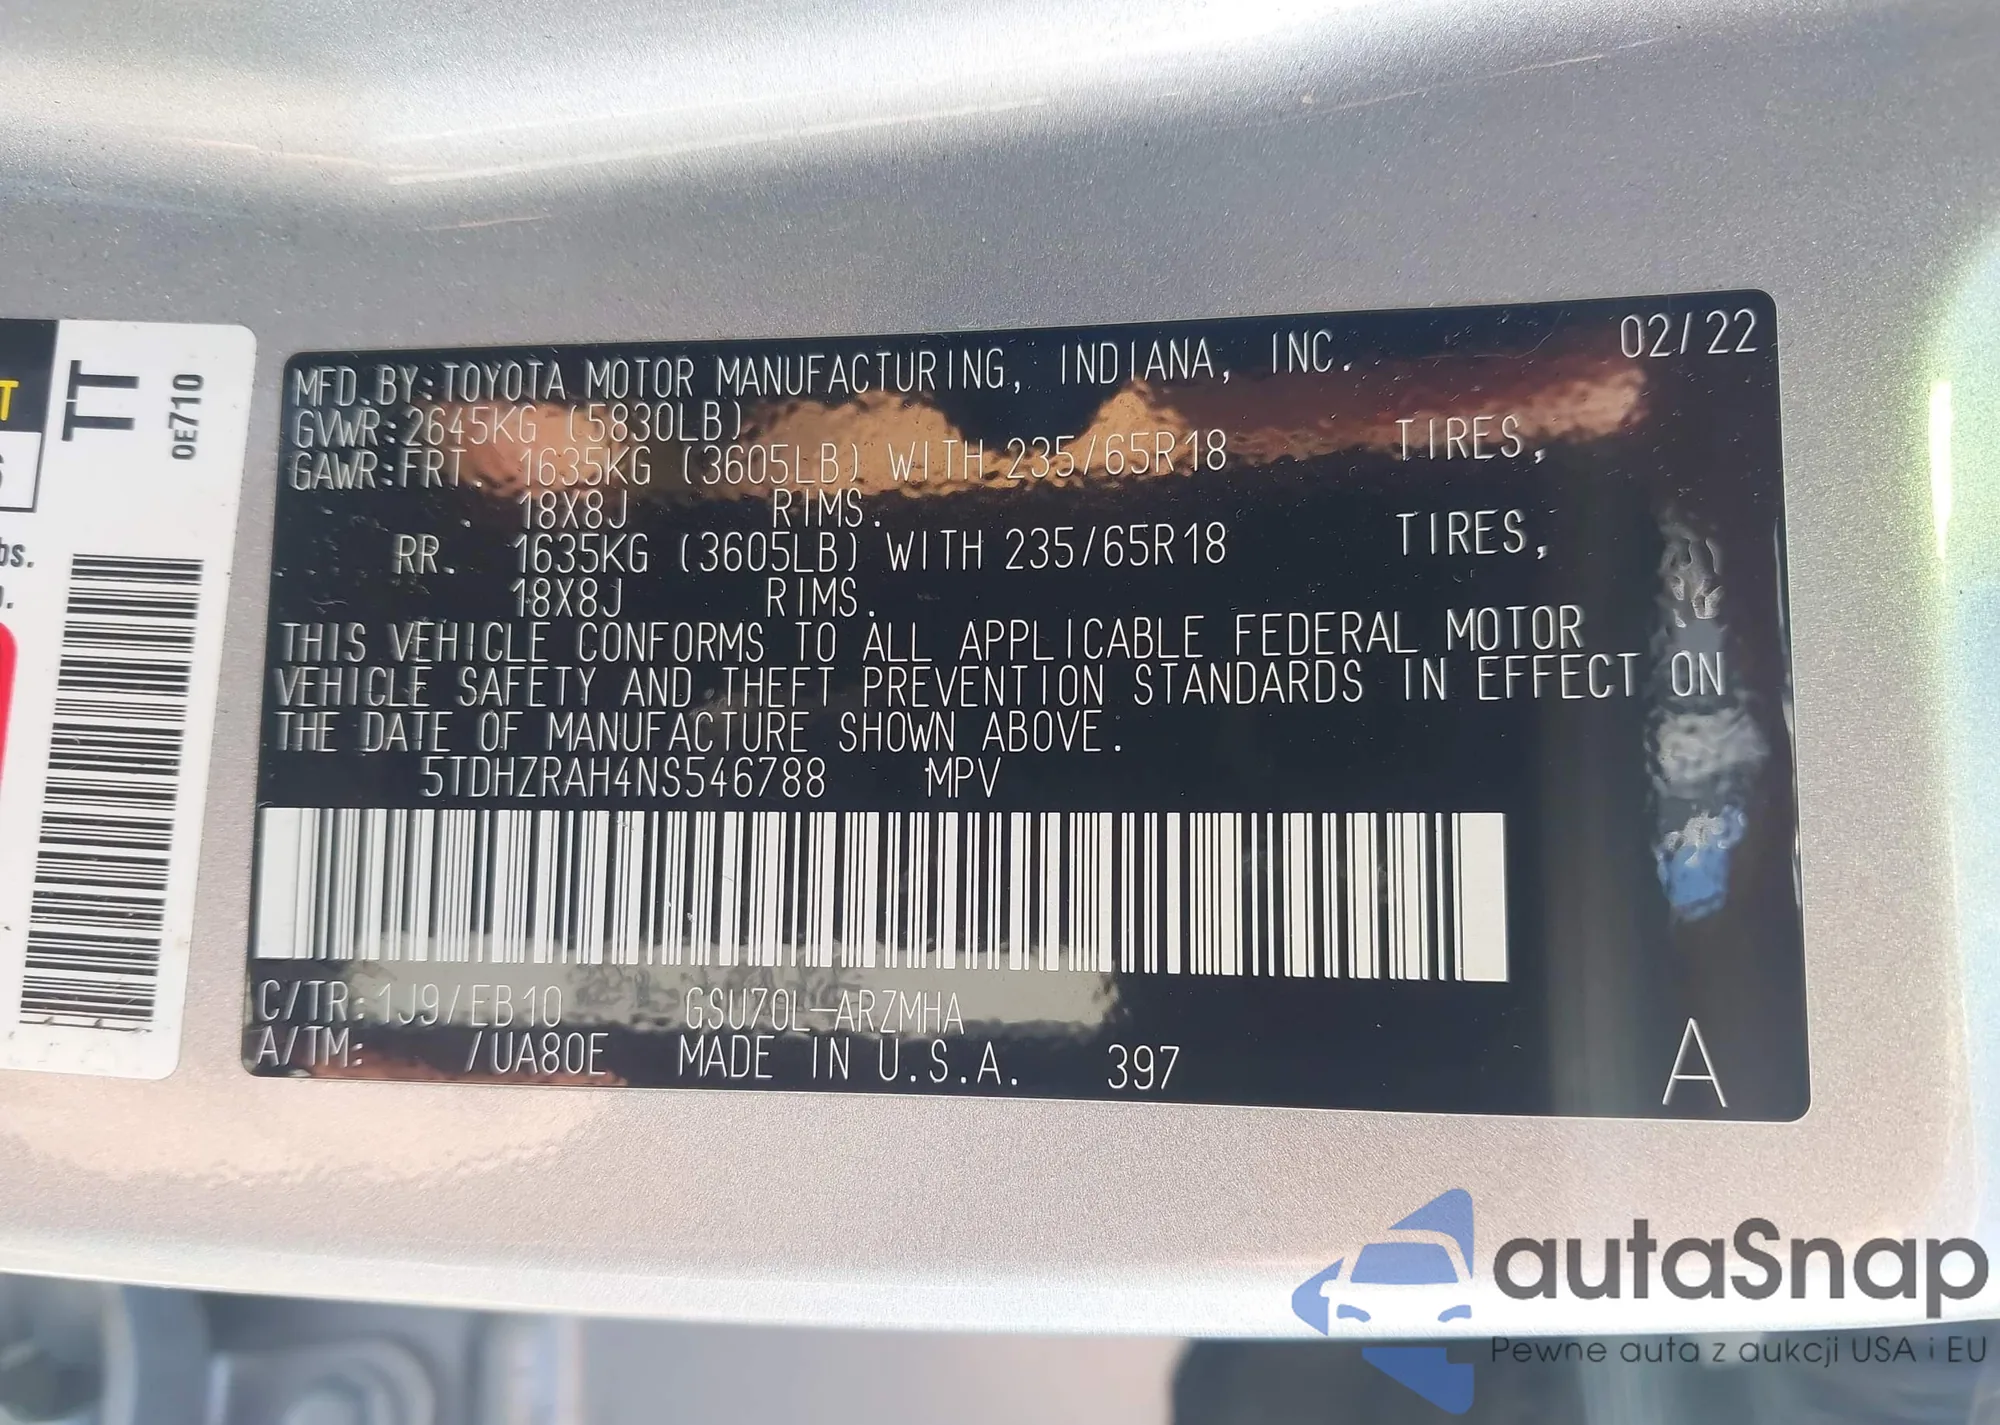 MFD.BY:TOYOTA MOTOR MANUFACTURING, INDIANA, INC. 02/22
GVWR:2645KG (5830LB)
GAWR:FRT. 1635KG (3605LB) WITH 235/65R18 TIRES,
18X8J RIMS.
RR. 1635KG (3605LB) WITH 235/65R18 TIRES,
18X8J RIMS.
THIS VEHICLE CONFORMS TO ALL APPLICABLE FEDERAL MOTOR
VEHICLE SAFETY AND THEFT PREVENTION STANDARDS IN EFFECT ON
THE DATE OF MANUFACTURE SHOWN ABOVE.
5TDHZRAH4NS546788 MPV
C/TR:1J9/EB10 GSU70L-ARZMHA
A/TM: /UA80E MADE IN U.S.A. 397
A
TT
0E710
autaSnap
Pewne auta z aukcji USA i EU